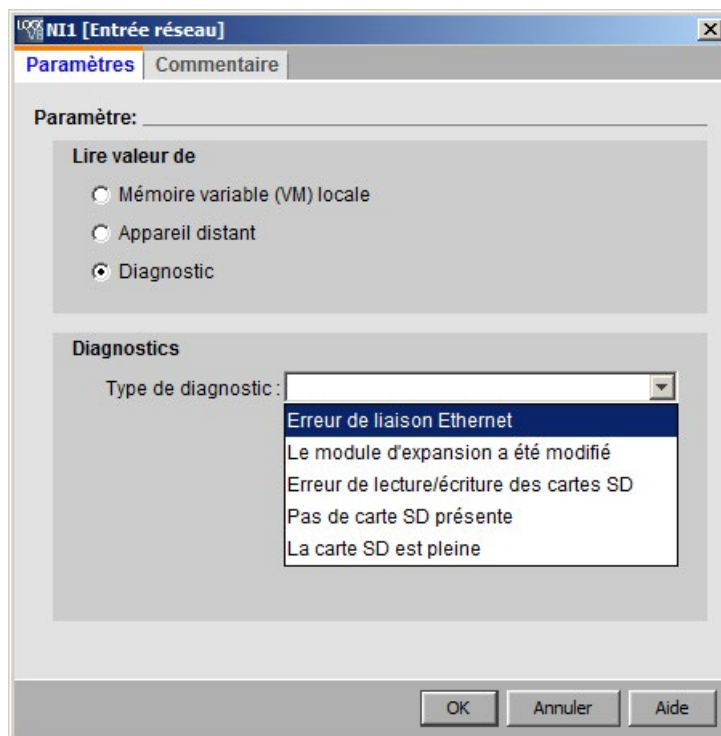 NI1 [Entrée réseau]
Paramètres Commentaire
Paramètre:
Lire valeur de
Mémoire variable (VM) locale
Appareil distant
Diagnostic
Diagnostics
Type de diagnostic :
Erreur de liaison Ethernet
Le module d'expansion a été modifié
Erreur de lecture/écriture des cartes SD
Pas de carte SD présente
La carte SD est pleine
OK Annuler Aide